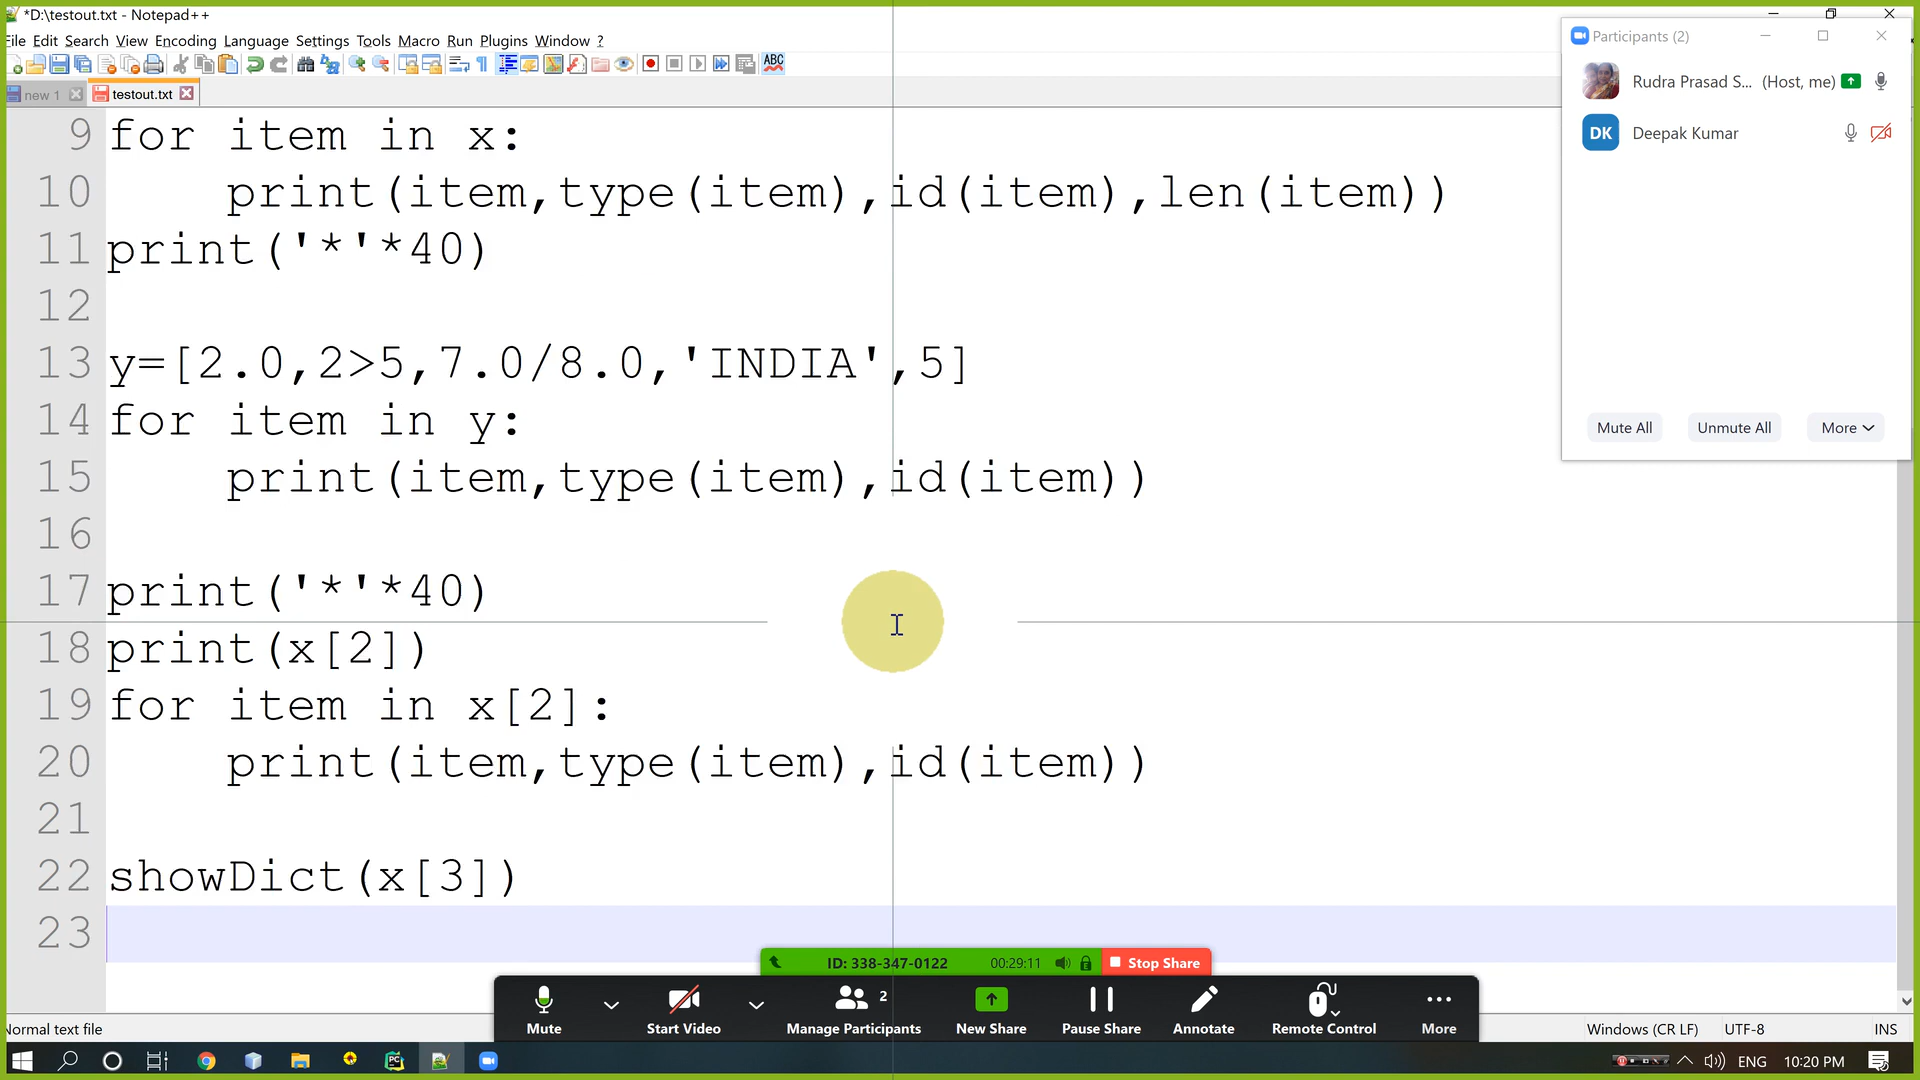 *D:\testout.txt - Notepad++
File Edit Search View Encoding Language Settings Tools Macro Run Plugins Window ?
ABC
new 1 testout.txt
9 for item in x:
10 print(item,type(item),id(item),len(item))
11 print('*'*40)
12
13 y=[2.0,2>5,7.0/8.0,'INDIA',5]
14 for item in y:
15 print(item,type(item),id(item))
16
17 print('*'*40)
18 print(x[2])
19 for item in x[2]:
20 print(item,type(item),id(item))
21
22 showDict(x[3])
23
Participants (2)
Rudra Prasad S... (Host, me)
DK Deepak Kumar
Mute All Unmute All More
ID: 338-347-0122 00:29:11 Stop Share
2
Mute Start Video Manage Participants New Share Pause Share Annotate Remote Control More
Normal text file Windows (CR LF) UTF-8 INS
PC ENG 10:20 PM